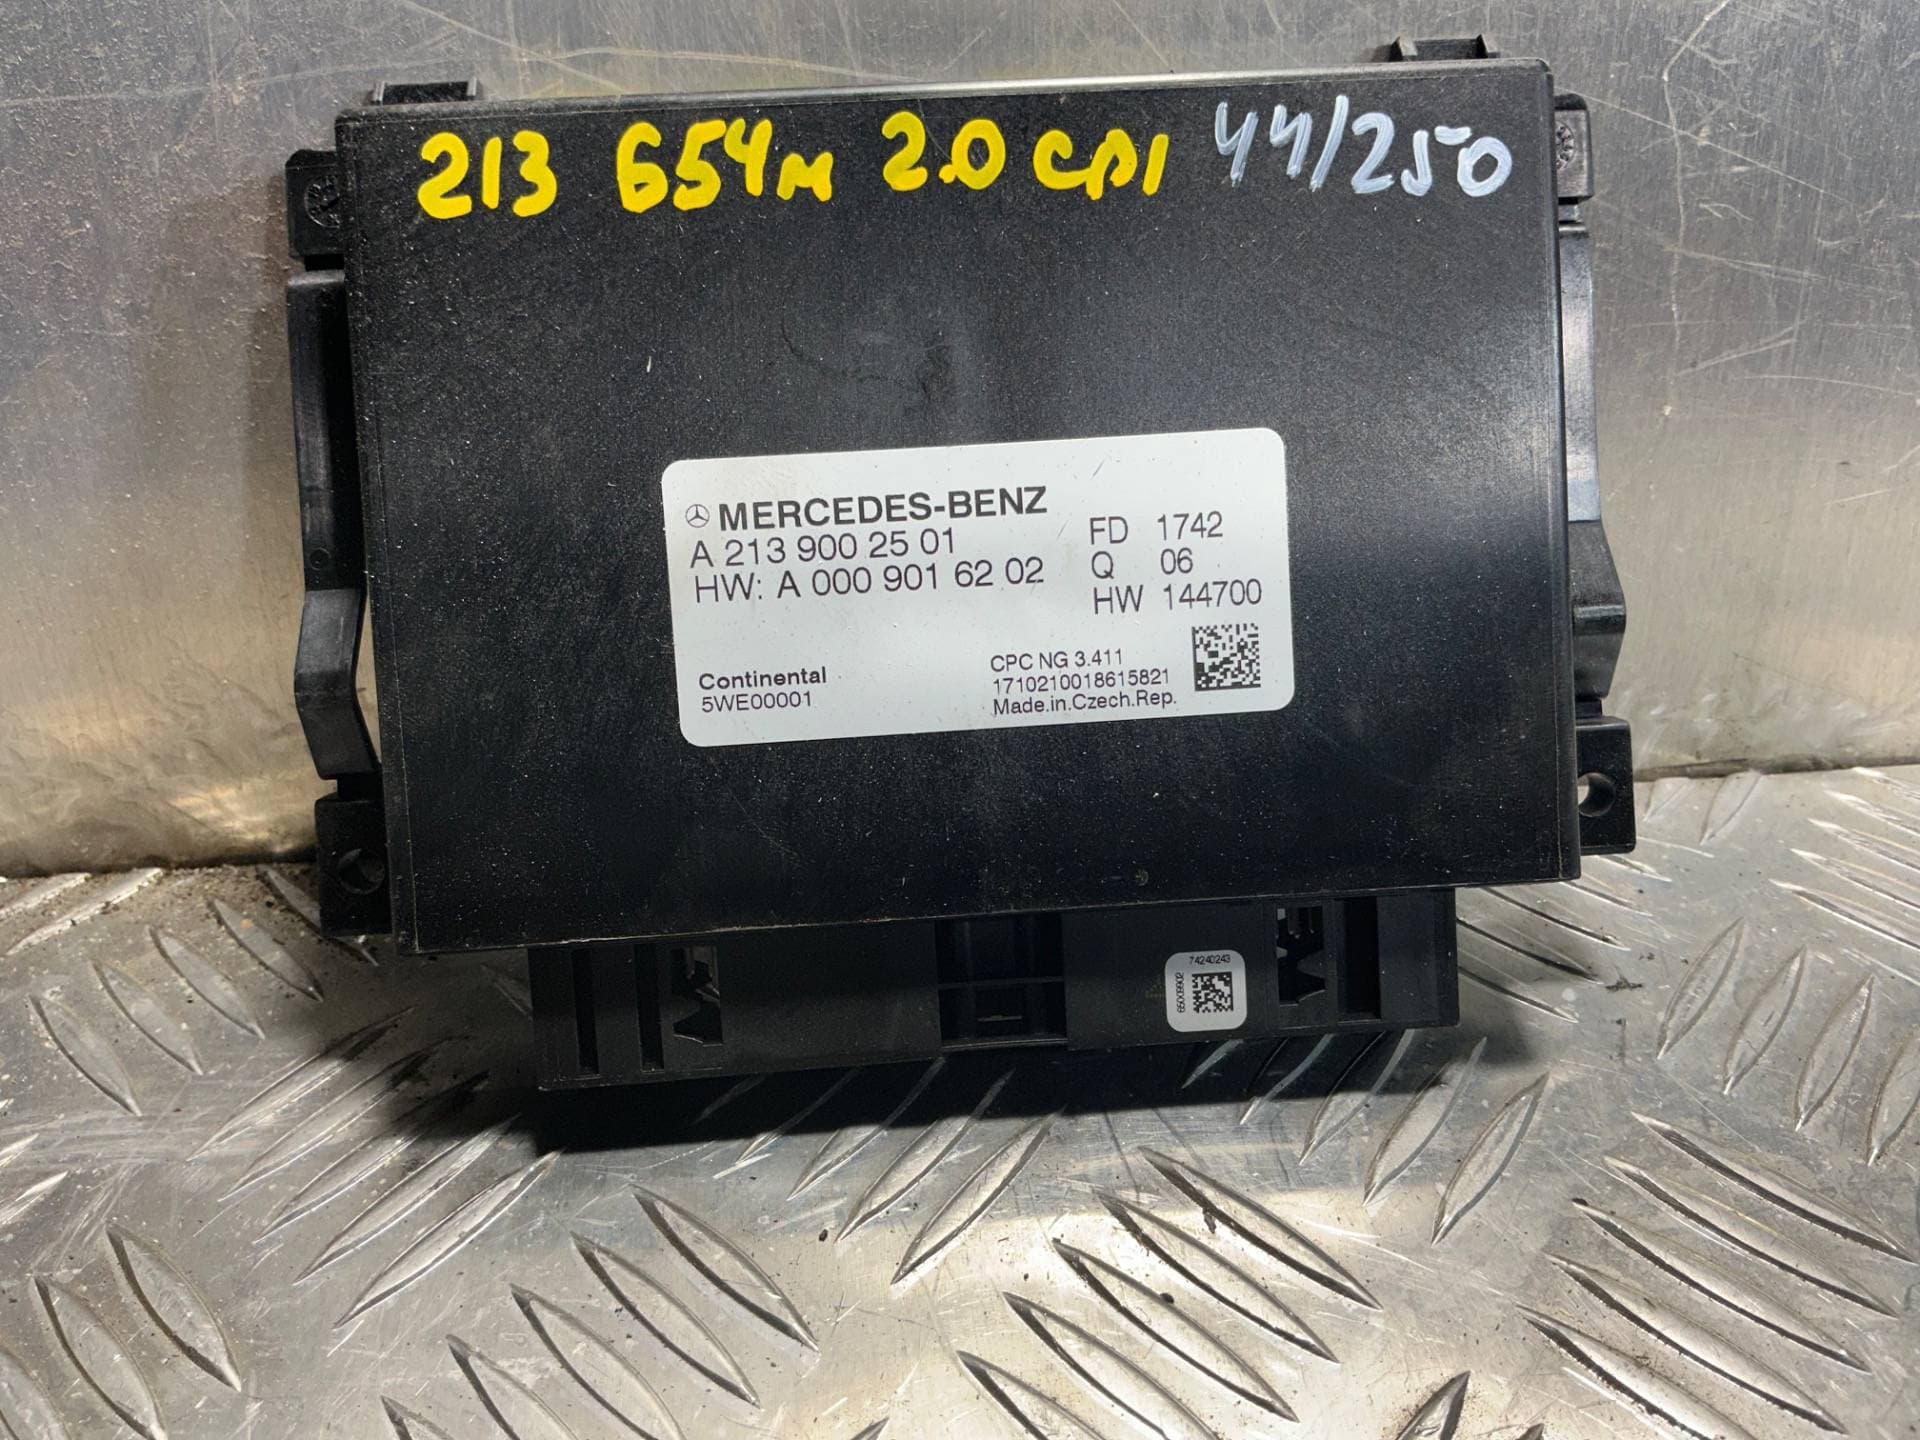 213 654м 2.0 CDI 44/250
MERCEDES-BENZ
A 213 900 25 01
HW: A 000 901 62 02
FD 1742
Q 06
HW 144700
Continental
5WE00001
CPC NG 3.411
1710210018615821
Made.in.Czech.Rep.
74240243